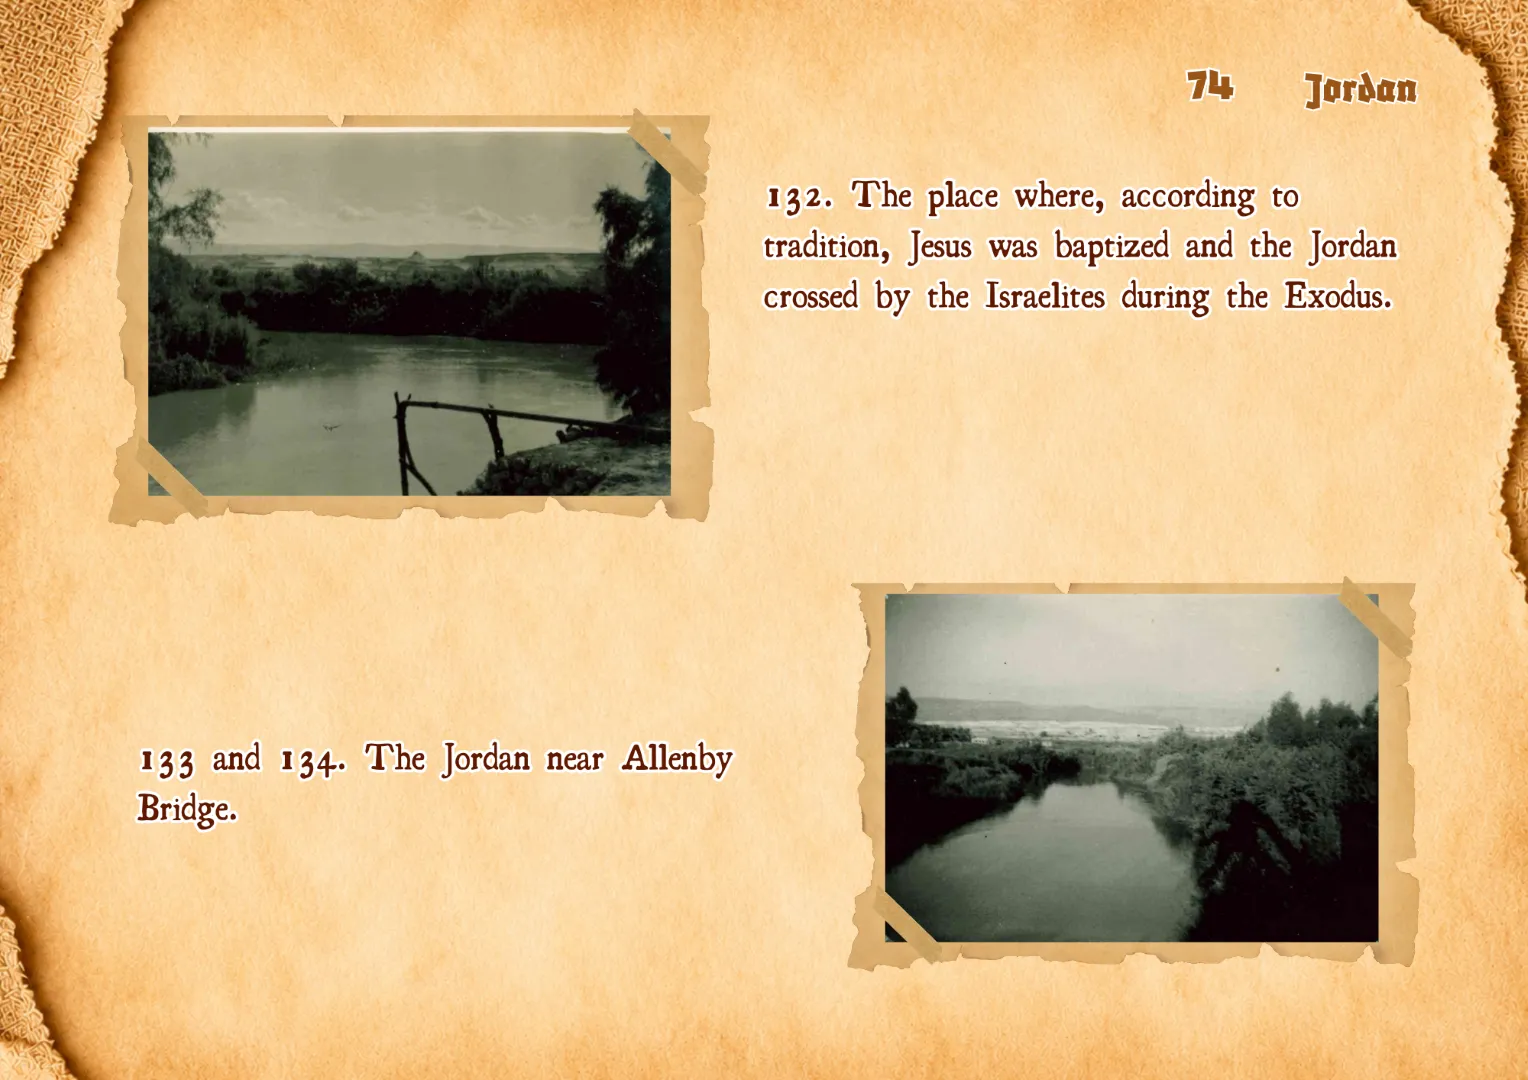 74 Jordan
132. The place where, according to
tradition, Jesus was baptized and the Jordan
crossed by the Israelites during the Exodus.
133 and 134. The Jordan near Allenby
Bridge.